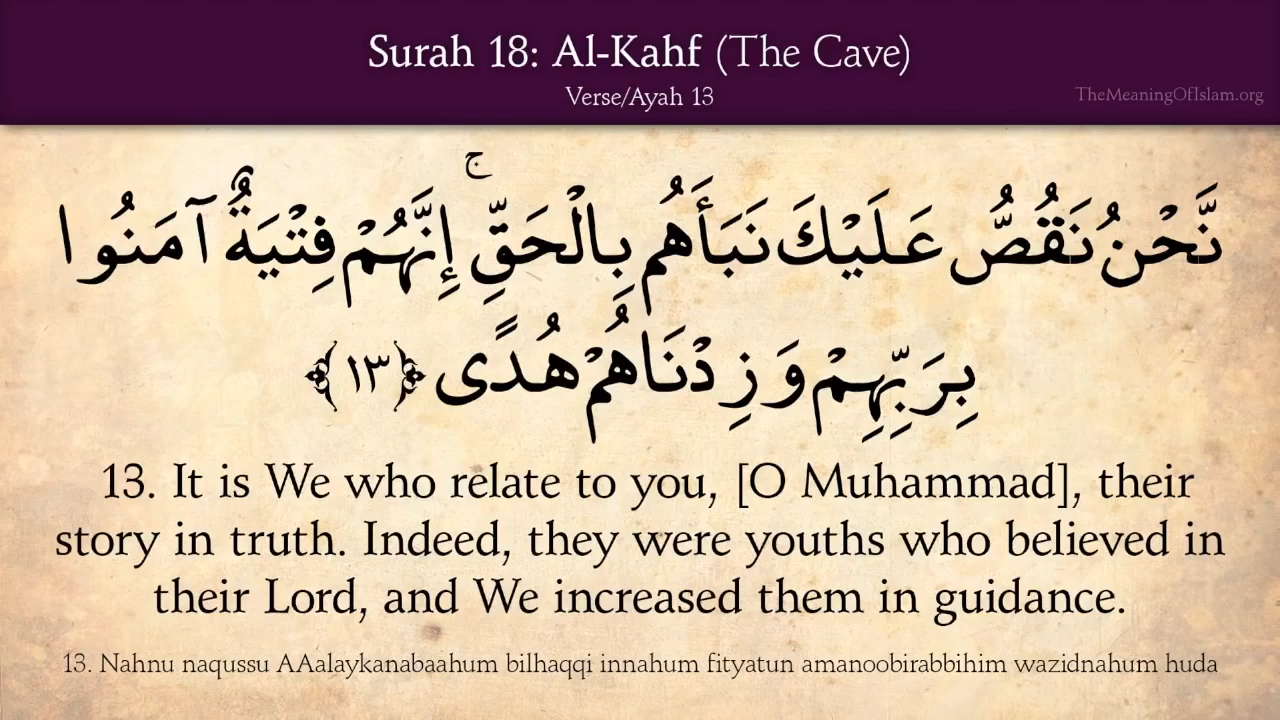 Surah 18: Al-Kahf (The Cave)
Verse/Ayah 13
TheMeaningOfIslam.org
نَّحْنُ نَقُصُّ عَلَيْكَ نَبَأَهُم بِالْحَقِّ ۚ إِنَّهُمْ فِتْيَةٌ آمَنُوا
بِرَبِّهِمْ وَزِدْنَاهُمْ هُدًى ﴿١٣﴾
13. It is We who relate to you, [O Muhammad], their
story in truth. Indeed, they were youths who believed in
their Lord, and We increased them in guidance.
13. Nahnu naqussu AAalaykanabaahum bilhaqqi innahum fityatun amanoobirabbihim wazidnahum huda